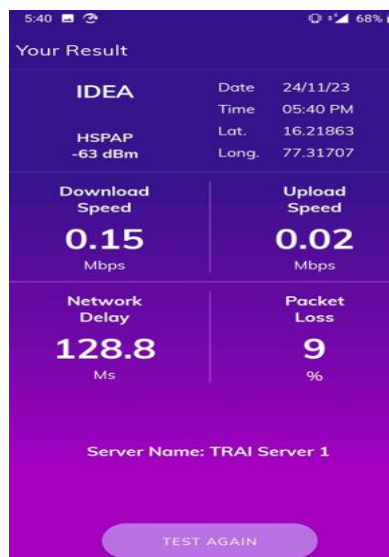 5:40 68%
Your Result
IDEA
HSPAP
-63 dBm
Date 24/11/23
Time 05:40 PM
Lat. 16.21863
Long. 77.31707
Download
Speed
0.15
Mbps
Upload
Speed
0.02
Mbps
Network
Delay
128.8
Ms
Packet
Loss
9
%
Server Name: TRAI Server 1
TEST AGAIN